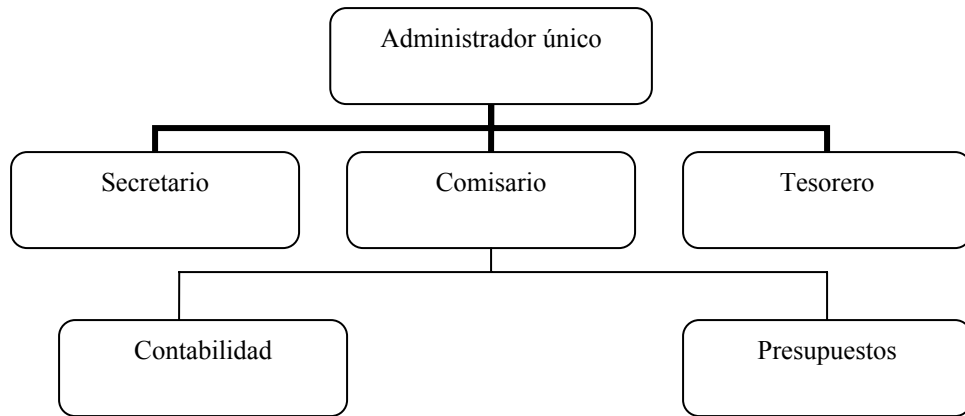 Administrador único
Secretario
Comisario
Tesorero
Contabilidad
Presupuestos